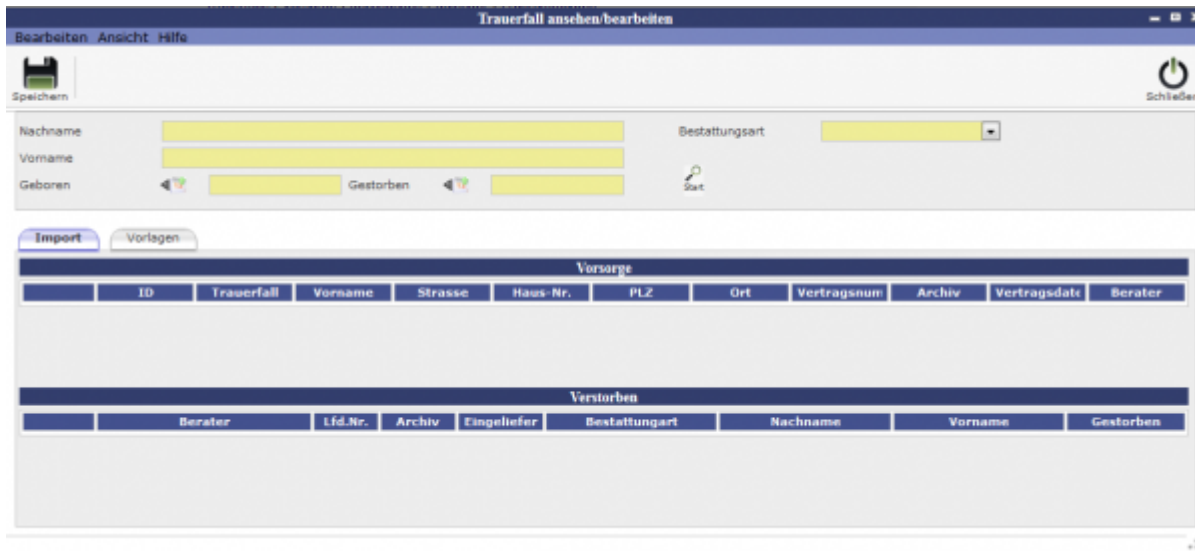 Trauerfall ansehen/bearbeiten
Bearbeiten Ansicht Hilfe
Speichern
Schließen
Nachname Bestattungsart
Vorname
Geboren Gestorben Start
Import Vorlagen
Vorsorge
ID Trauerfall Vorname Strasse Haus-Nr. PLZ Ort Vertragsnum Archiv Vertragsdate Berater
Verstorben
Berater Lfd.Nr. Archiv Eingeliefer Bestattungart Nachname Vorname Gestorben